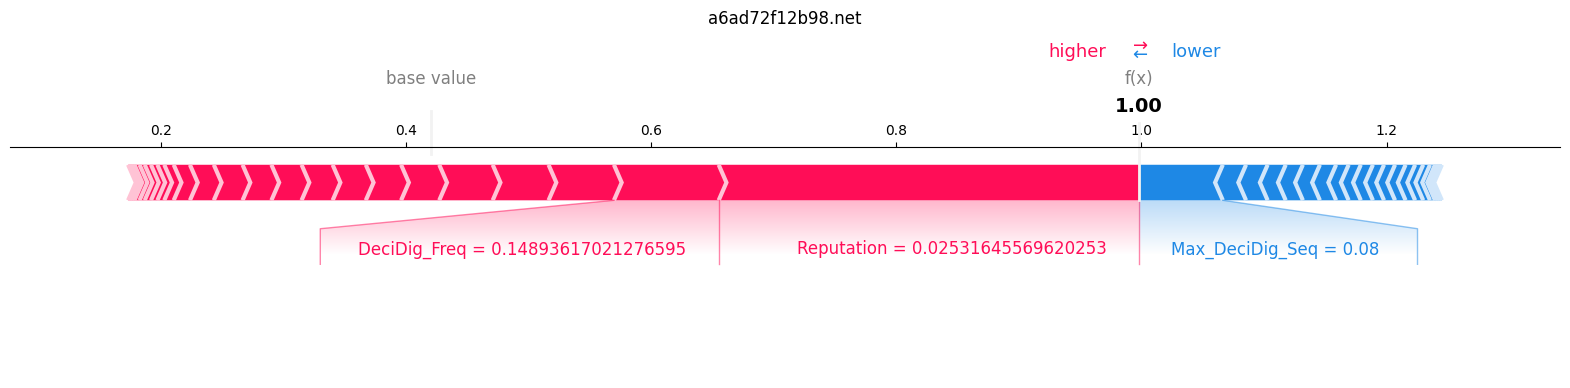 a6ad72f12b98.net
higher → ← lower
base value f(x)
1.00
0.2 0.4 0.6 0.8 1.0 1.2
DeciDig_Freq = 0.14893617021276595 Reputation = 0.02531645569620253 Max_DeciDig_Seq = 0.08